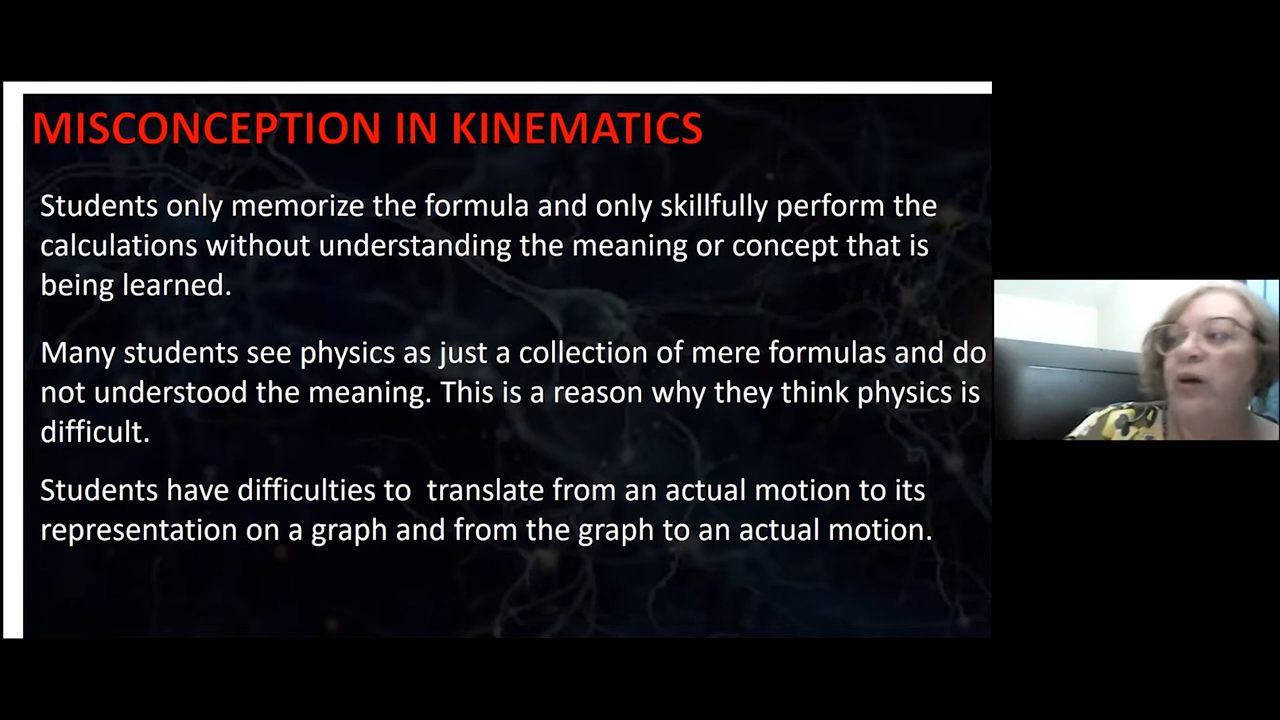 MISCONCEPTION IN KINEMATICS
Students only memorize the formula and only skillfully perform the
calculations without understanding the meaning or concept that is
being learned.
Many students see physics as just a collection of mere formulas and do
not understood the meaning. This is a reason why they think physics is
difficult.
Students have difficulties to  translate from an actual motion to its
representation on a graph and from the graph to an actual motion.